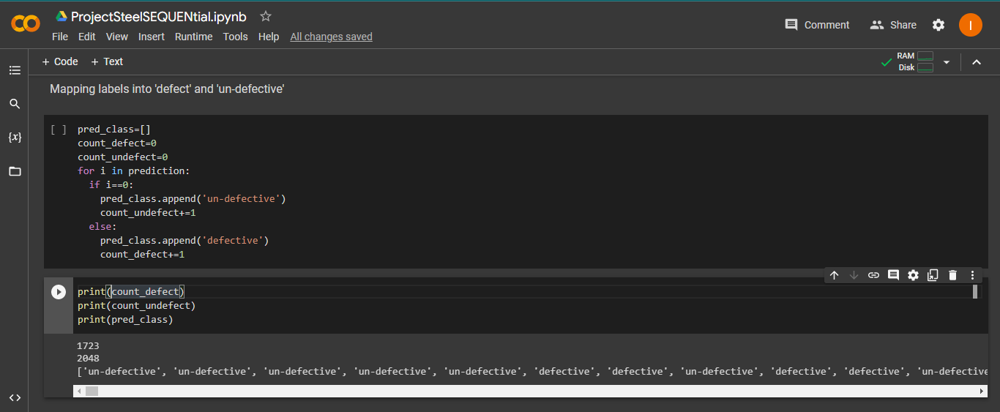 ProjectSteelSEQUENtial.ipynb
File Edit View Insert Runtime Tools Help All changes saved
Comment Share I
+ Code + Text
RAM
Disk
Mapping labels into 'defect' and 'un-defective'
[ ] pred_class=[]
count_defect=0
count_undefect=0
for i in prediction:
  if i==0:
    pred_class.append('un-defective')
    count_undefect+=1
  else:
    pred_class.append('defective')
    count_defect+=1
print(count_defect)
print(count_undefect)
print(pred_class)
1723
2048
['un-defective', 'un-defective', 'un-defective', 'un-defective', 'un-defective', 'defective', 'defective', 'un-defective', 'defective', 'defective', 'un-defective